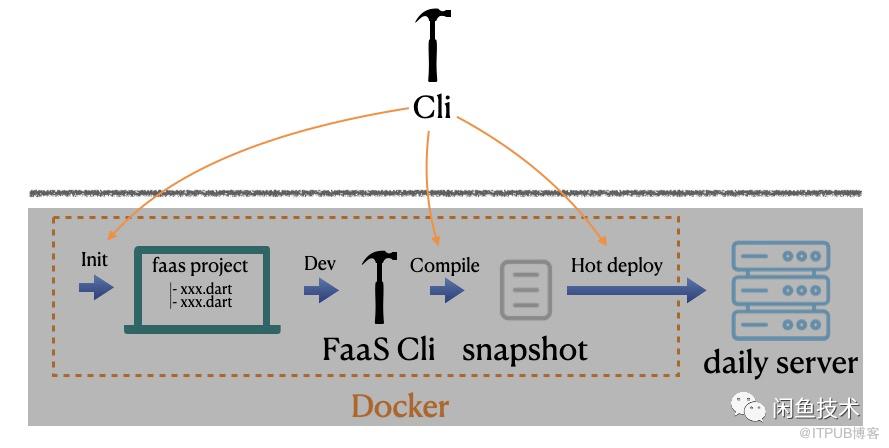 Cli
Init
faas project
|- xxx.dart
|- xxx.dart
Dev
Compile
Hot deploy
FaaS Cli
snapshot
daily server
Docker
闲鱼技术
@ITPUB博客